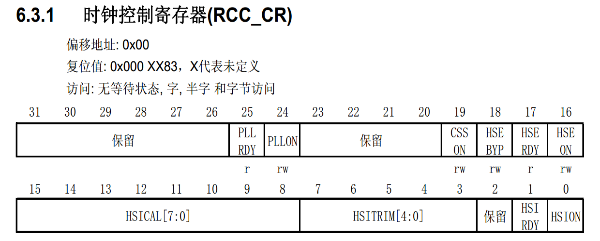 6.3.1 时钟控制寄存器(RCC_CR)
偏移地址: 0x00
复位值: 0x000 XX83，X代表未定义
访问: 无等待状态, 字, 半字 和字节访问
31 30 29 28 27 26 25 24 23 22 21 20 19 18 17 16
保留 PLL RDY PLLON 保留 CSS ON HSE BYP HSE RDY HSE ON
r rw rw rw r rw
15 14 13 12 11 10 9 8 7 6 5 4 3 2 1 0
HSICAL[7:0] HSITRIM[4:0] 保留 HSI RDY HSION